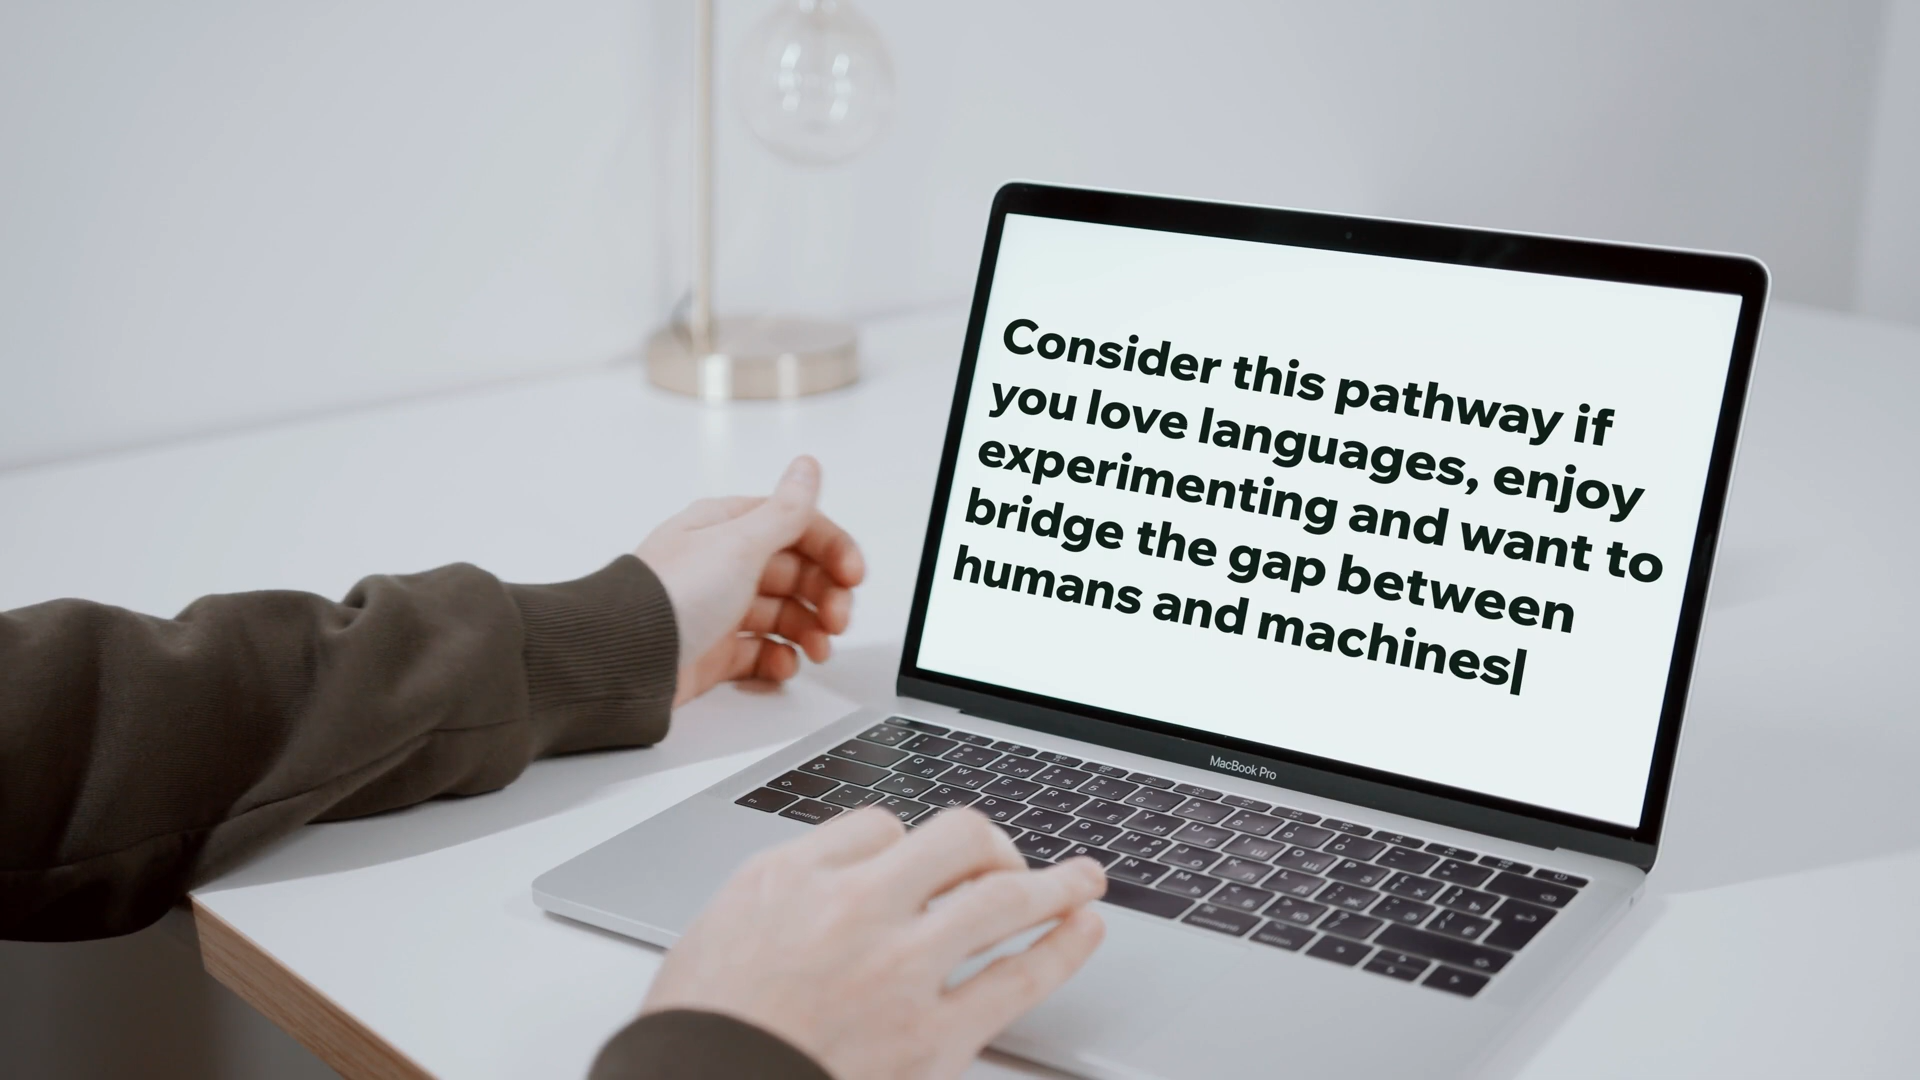 Consider this pathway if
you love languages, enjoy
experimenting and want to
bridge the gap between
humans and machines|
MacBook Pro
control